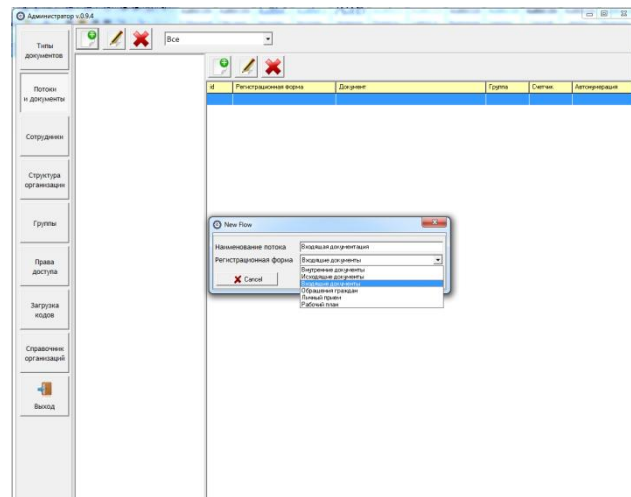 Администратор v.0.9.4
Все
Типы
документов
Потоки
и документы
Сотрудники
Структура
организации
Группы
Права
доступа
Загрузка
кодов
Справочник
организаций
Выход
id Регистрационная форма Документ Группа Счетчик Автонумерация
New Flow
Наименование потока Входящая документация
Регистрационная форма Входящие документы
Внутренние документы
Исходящие документы
Входящие документы
Обращения граждан
Личный прием
Рабочий план
Cancel